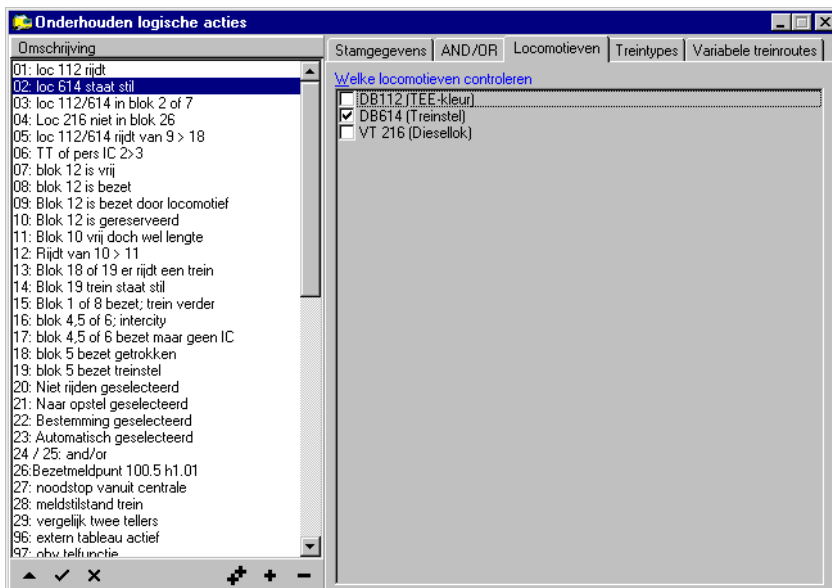 Onderhouden logische acties
Omschrijving
01: loc 112 rijdt
02: loc 614 staat stil
03: loc 112/614 in blok 2 of 7
04: Loc 216 niet in blok 26
05: loc 112/614 rijdt van 9 > 18
06: TT of pers IC 2>3
07: blok 12 is vrij
08: blok 12 is bezet
09: Blok 12 is bezet door locomotief
10: Blok 12 is gereserveerd
11: Blok 10 vrij doch wel lengte
12: Rijdt van 10 > 11
13: Blok 18 of 19 er rijdt een trein
14: Blok 19 trein staat stil
15: Blok 1 of 8 bezet; trein verder
16: blok 4,5 of 6; intercity
17: blok 4,5 of 6 bezet maar geen IC
18: blok 5 bezet getrokken
19: blok 5 bezet treinstel
20: Niet rijden geselecteerd
21: Naar opstel geselecteerd
22: Bestemming geselecteerd
23: Automatisch geselecteerd
24 / 25: and/or
26:Bezetmeldpunt 100.5 h1.01
27: noodstop vanuit centrale
28: meldstilstand trein
29: vergelijk twee tellers
96: extern tableau actief
97: obv telfunctie
Stamgegevens
AND/OR
Locomotieven
Treintypes
Variabele treinroutes
Welke locomotieven controleren
DB112 (TEE-kleur)
DB614 (Treinstel)
VT 216 (Diesellok)